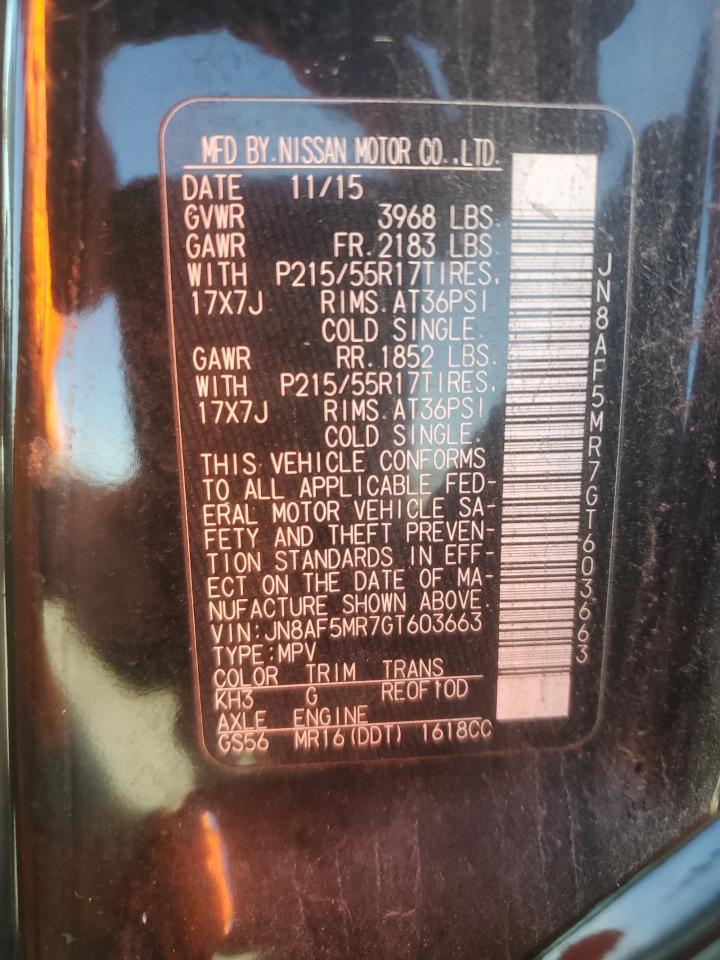 MFD BY.NISSAN MOTOR CO.,LTD.
DATE 11/15
GVWR 3968 LBS.
GAWR FR.2183 LBS.
WITH P215/55R17TIRES.
17X7J RIMS.AT36PSI
COLD SINGLE.
GAWR RR.1852 LBS.
WITH P215/55R17TIRES.
17X7J RIMS.AT36PSI
COLD SINGLE.
THIS VEHICLE CONFORMS
TO ALL APPLICABLE FED-
ERAL MOTOR VEHICLE SA-
FETY AND THEFT PREVEN-
TION STANDARDS IN EFF-
ECT ON THE DATE OF MA-
NUFACTURE SHOWN ABOVE.
VIN:JN8AF5MR7GT603663
TYPE:MPV
COLOR TRIM TRANS
KH3 G RE0F10D
AXLE ENGINE
GS56 MR16(DDT) 1618CC
JN8AF5MR7GT603663